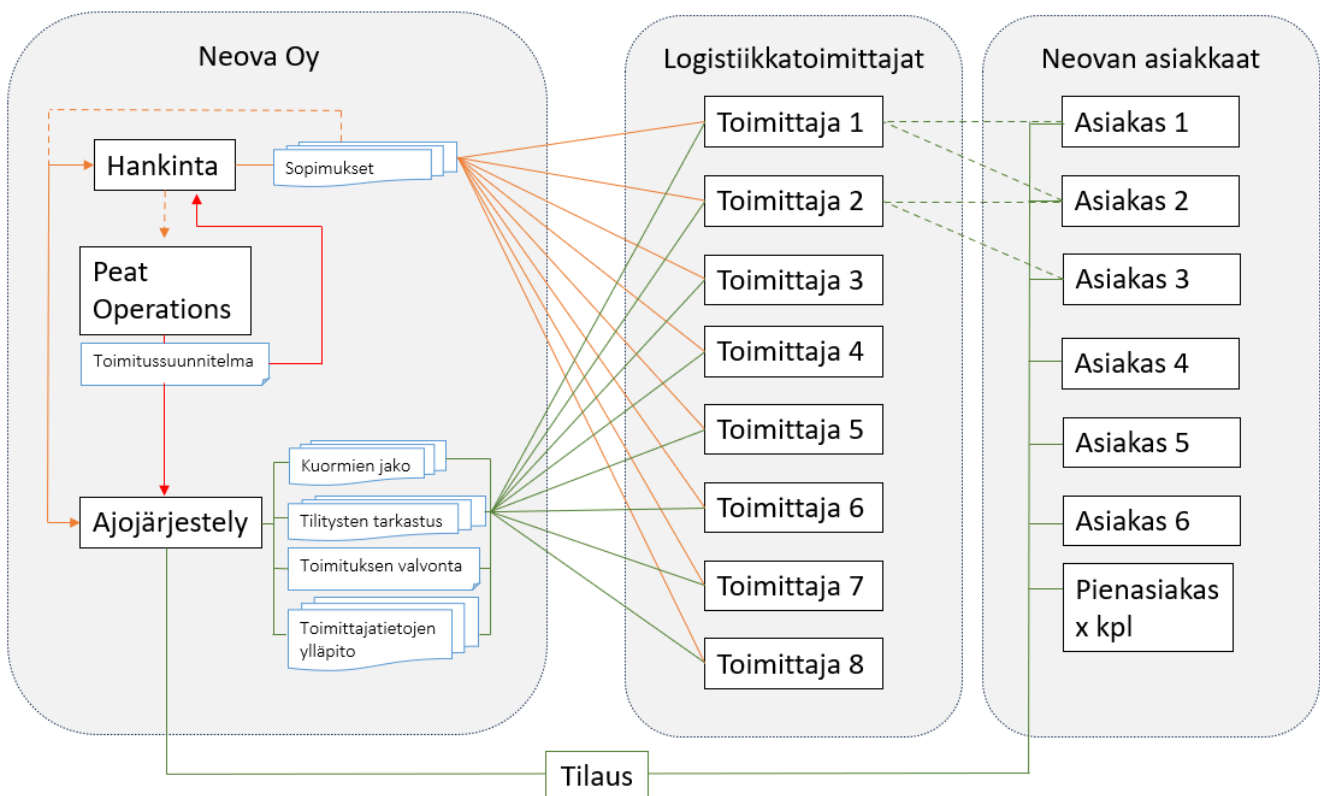 Neova Oy
Hankinta
Sopimukset
Peat
Operations
Toimitussuunnitelma
Ajojärjestely
Kuormien jako
Tilitysten tarkastus
Toimituksen valvonta
Toimittajatietojen
ylläpito
Logistiikkatoimittajat
Toimittaja 1
Toimittaja 2
Toimittaja 3
Toimittaja 4
Toimittaja 5
Toimittaja 6
Toimittaja 7
Toimittaja 8
Neovan asiakkaat
Asiakas 1
Asiakas 2
Asiakas 3
Asiakas 4
Asiakas 5
Asiakas 6
Pienasiakas
x kpl
Tilaus